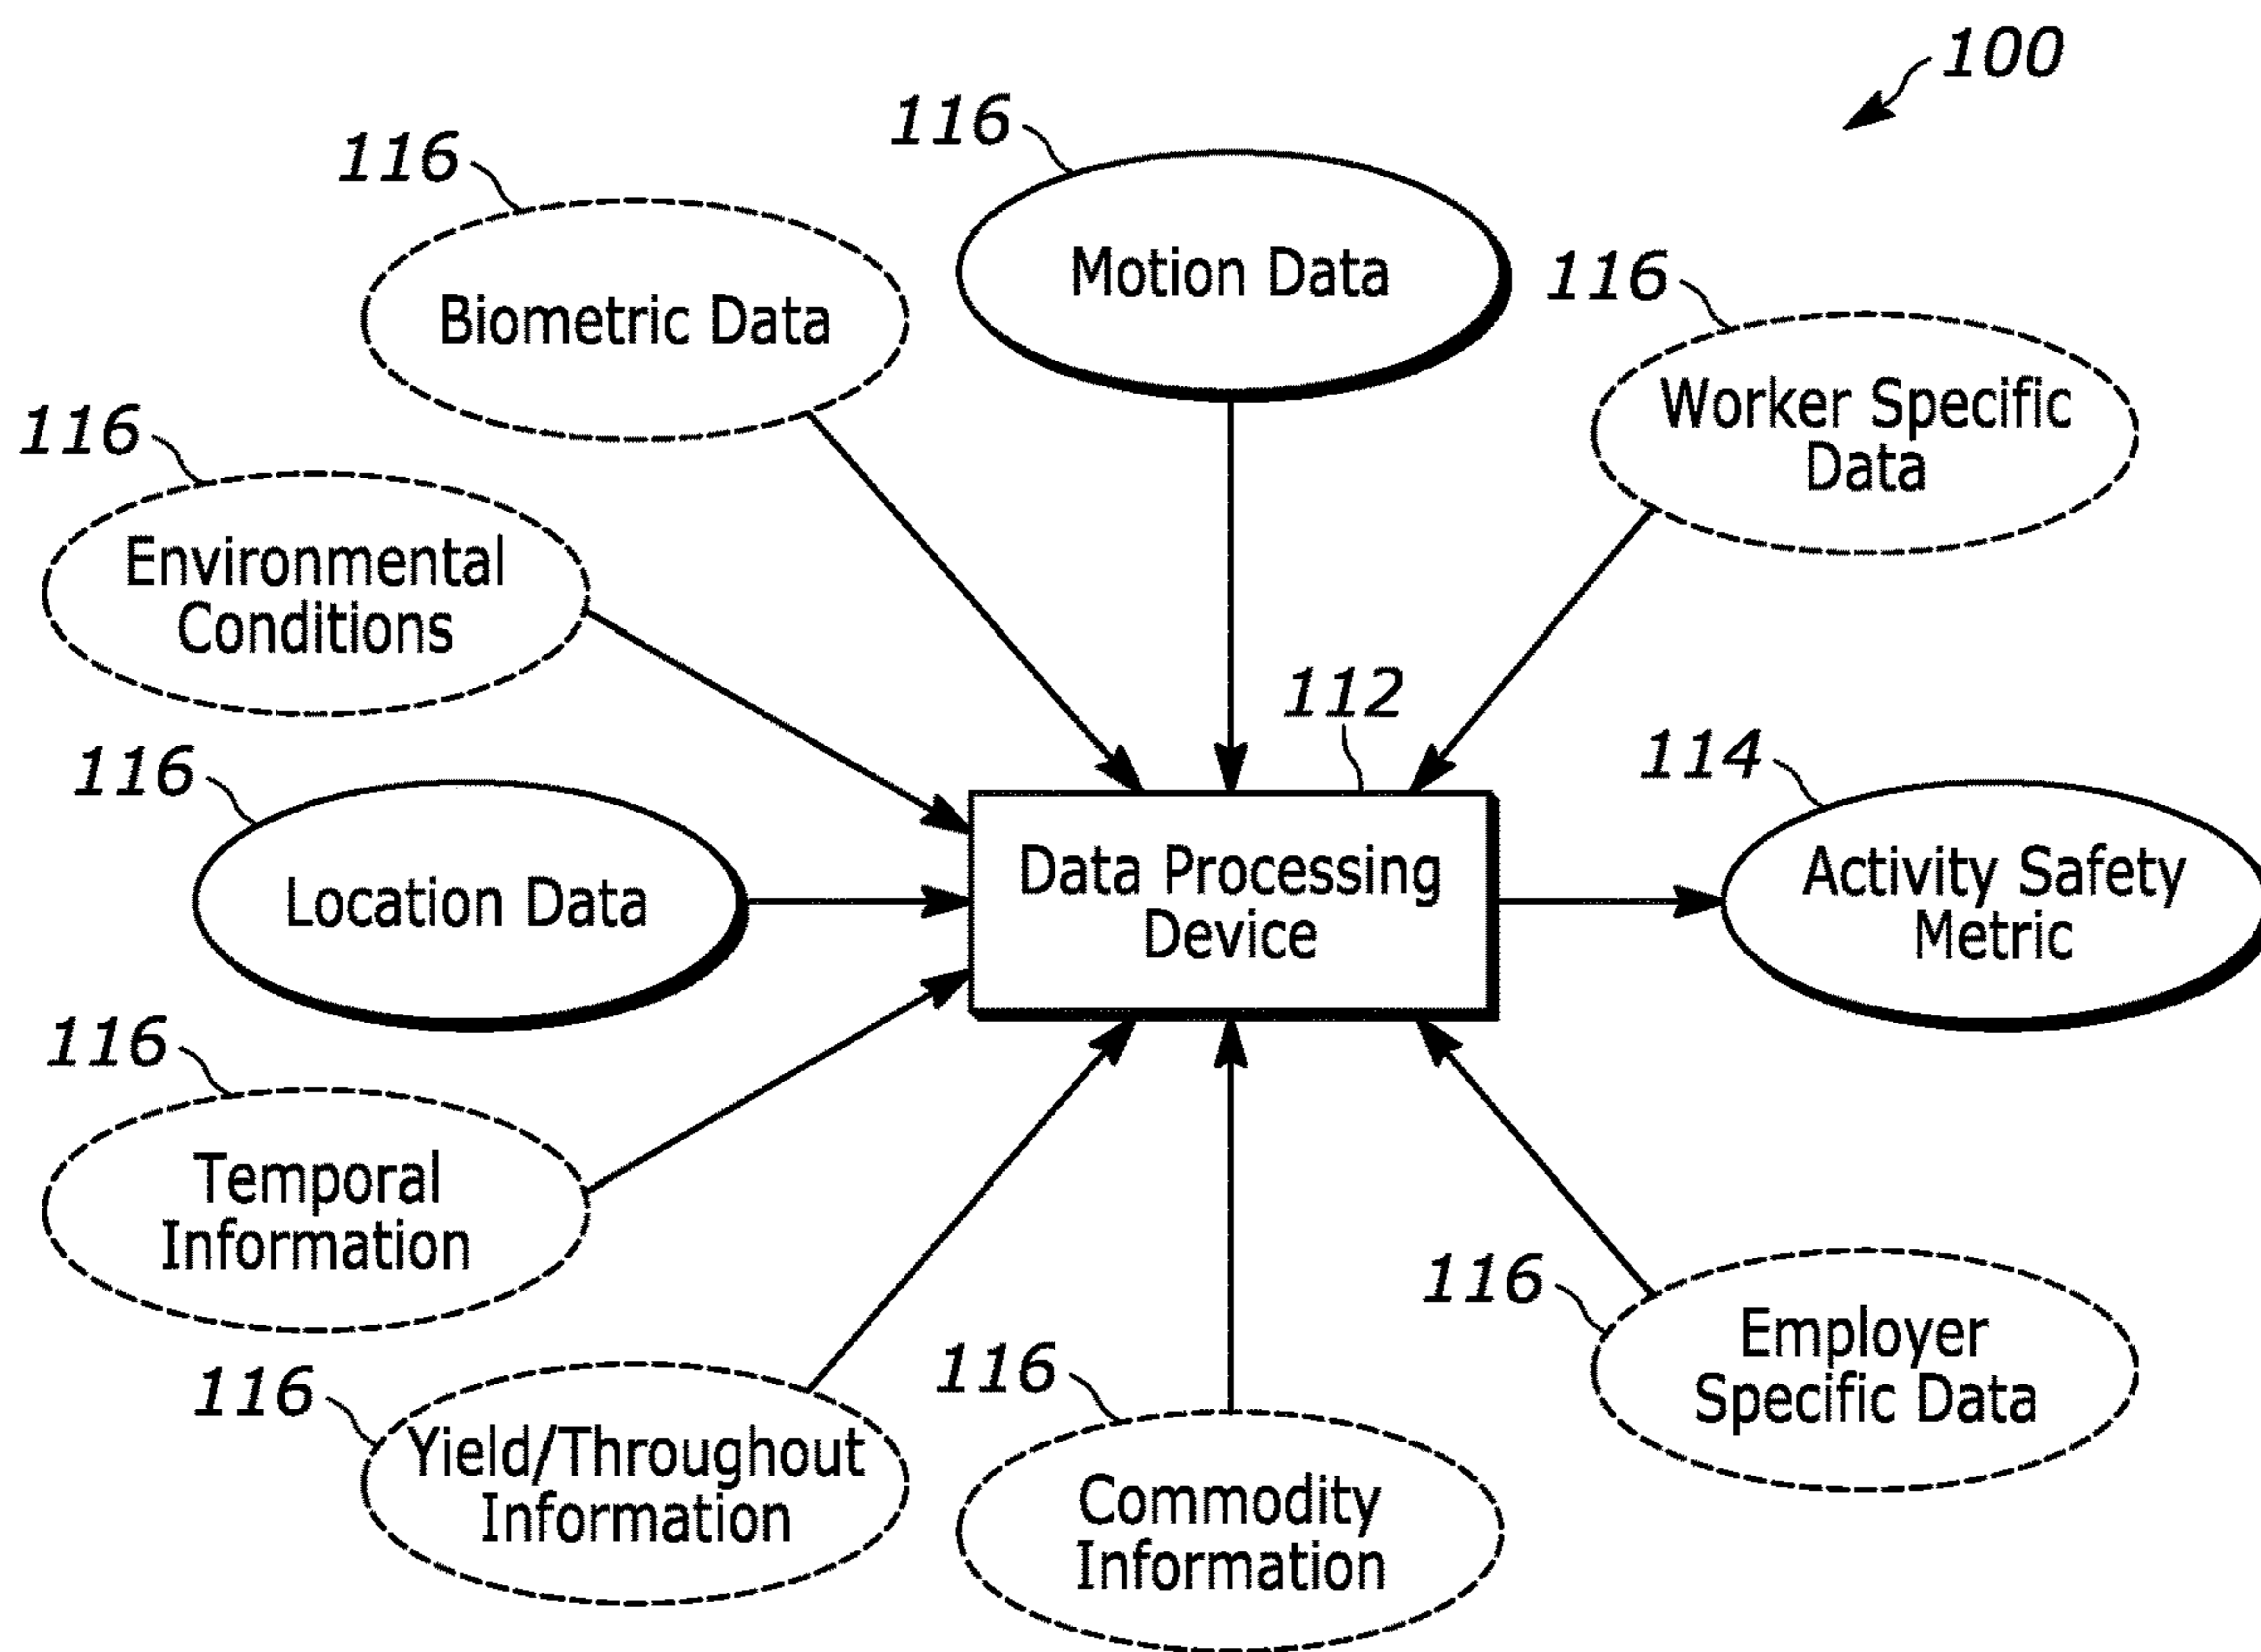 100
116
Motion Data
116
Biometric Data
116
Worker Specific
Data
116
Environmental
Conditions
112
Data Processing
Device
114
Activity Safety
Metric
116
Location Data
116
Temporal
Information
116
Yield/Throughout
Information
116
Commodity
Information
116
Employer
Specific Data